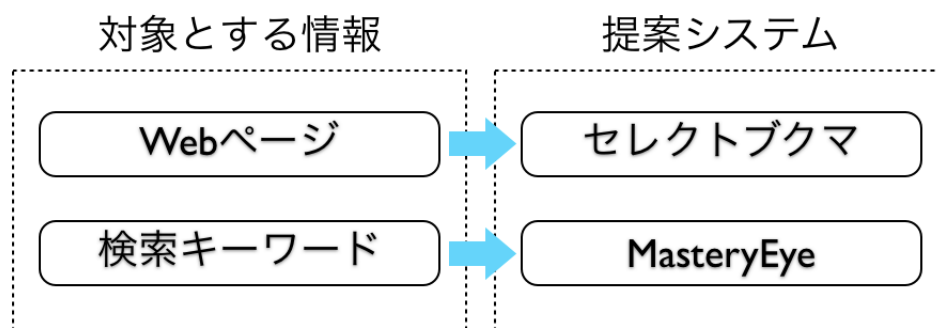 対象とする情報
提案システム
Webページ
セレクトブクマ
検索キーワード
MasteryEye